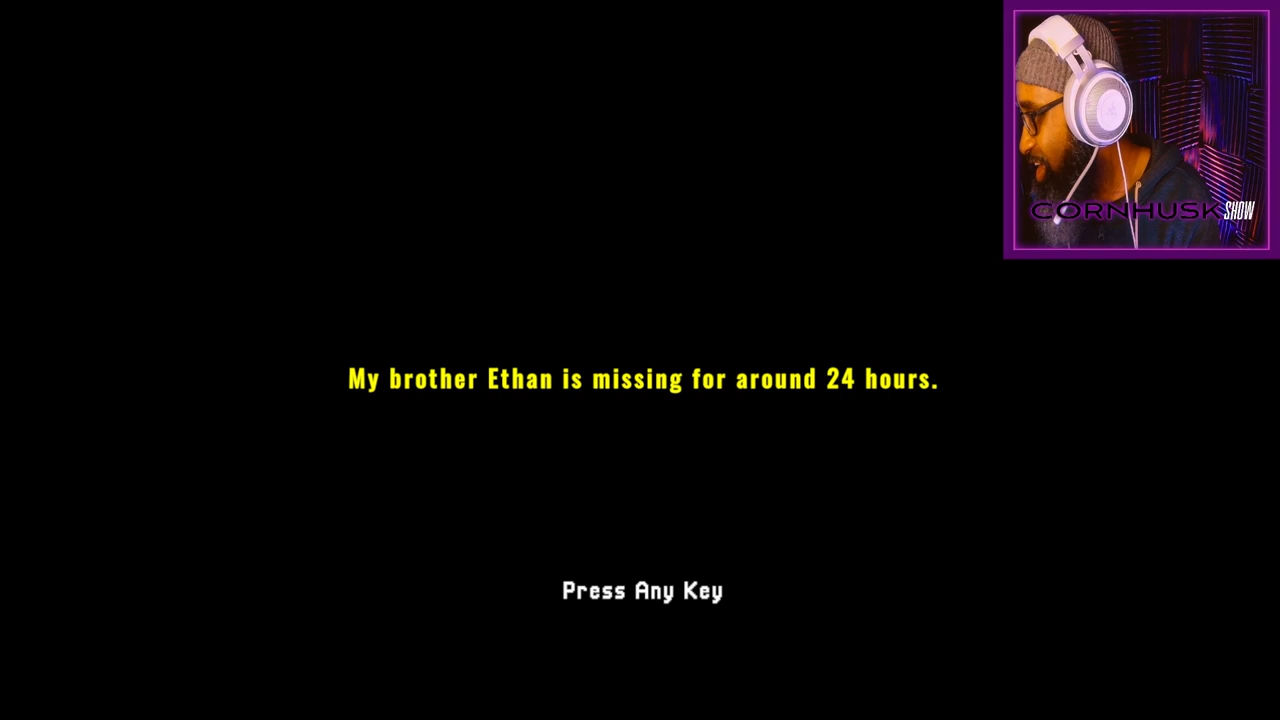 CORNHUSK SHOW
My brother Ethan is missing for around 24 hours.
Press Any Key